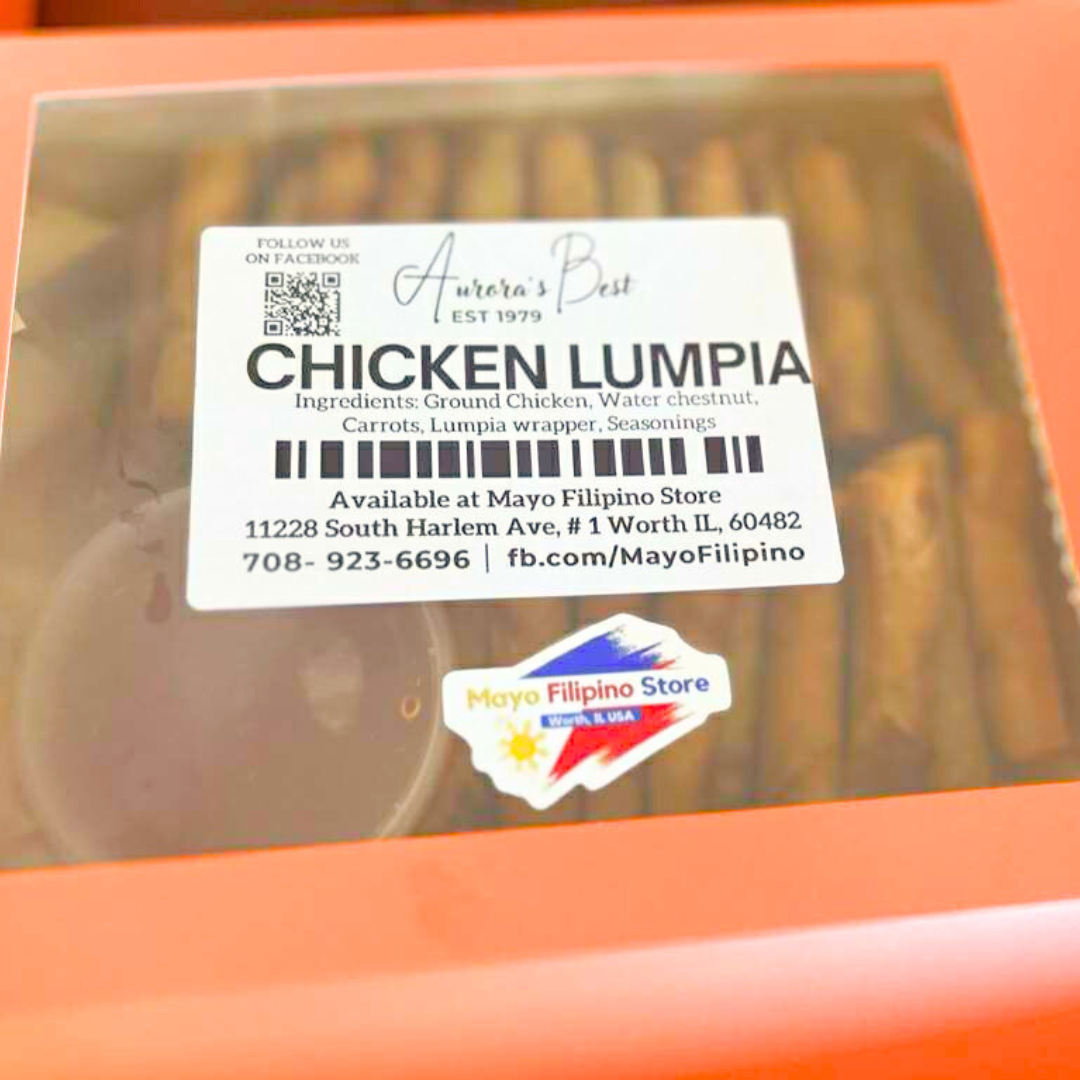 FOLLOW US
ON FACEBOOK
Aurora's Best
EST 1979
CHICKEN LUMPIA
Ingredients: Ground Chicken, Water chestnut,
Carrots, Lumpia wrapper, Seasonings
Available at Mayo Filipino Store
11228 South Harlem Ave, # 1 Worth IL, 60482
708- 923-6696 | fb.com/MayoFilipino
Mayo Filipino Store
Worth, IL USA